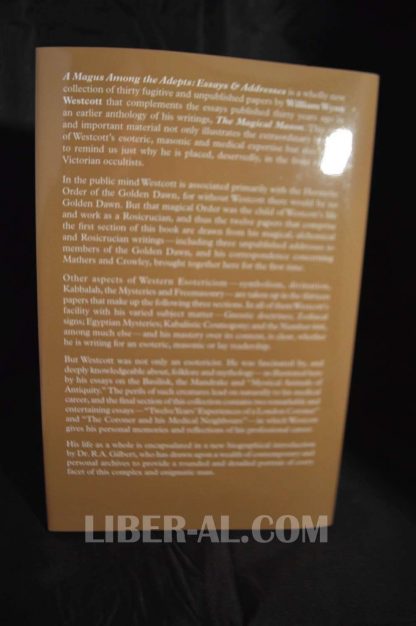 A Magus Among the Adepts: Essays & Addresses is a wholly new
collection of thirty fugitive and unpublished papers by William Wynn
Westcott that complements the essays published thirty years ago in
an earlier anthology of his writings, The Magical Mason. This
and important material not only illustrates the extraordinary
of Westcott's esoteric, masonic and medical expertise but
to remind us just why he is placed, deservedly, in the front
Victorian occultists.
In the public mind Westcott is associated primarily with the Hermetic
Order of the Golden Dawn, for without Westcott there would be no
Golden Dawn. But that magical Order was the child of Westcott's life
and work as a Rosicrucian, and thus the twelve papers that comprise
the first section of this book are drawn from his magical, alchemical
and Rosicrucian writings—including three unpublished addresses
members of the Golden Dawn, and his correspondence concerning
Mathers and Crowley, brought together here for the first time.
Other aspects of Western Esotericism—symbolism, divination,
Kabbalah, the Mysteries and Freemasonry—are taken up in the thirteen
papers that make up the following three sections. In all of them Westcott's
facility with his varied subject matter—Gnostic doctrines; Zodiacal
signs; Egyptian Mysteries; Kabalistic Cosmogony; and the Number 666,
among much else—and his mastery over its content, is clear, whether
he is writing for an esoteric, masonic or lay readership.
But Westcott was not only an esotericist. He was fascinated by, and
deeply knowledgeable about, folklore and mythology—as illustrated here
by his essays on the Basilisk, the Mandrake and "Mystical Animals of
Antiquity." The perils of such creatures lead on naturally to his medical
career, and the final section of this collection contains two remarkable and
entertaining essays—"Twelve Years' Experiences of a London Coroner"
and "The Coroner and his Medical Neighbours"—in which Westcott
gives his personal memories and reflections of his professional career.
His life as a whole is encapsulated in a new biographical introduction
by Dr. R.A. Gilbert, who has drawn upon a wealth of contemporary and
personal archives to provide a rounded and detailed portrait of every
facet of this complex and enigmatic man.
LIBER-AL.COM